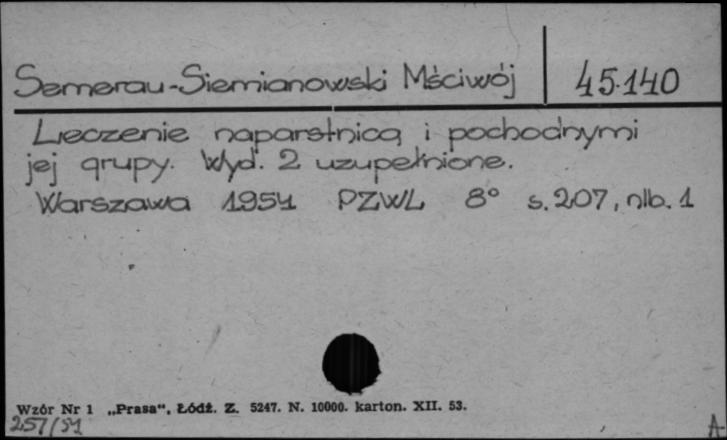 Semerau-Siemianowski Mściwój 45.140
Leczenie naparstnicą i pochodnymi
jej grupy. Wyd. 2 uzupełnione.
Warszawa 1954 PZWL 8° s. 207, nlb. 1
Wzór Nr 1 „Prasa", Łódź. Z. 5247. N. 10000. karton. XII. 53.
257/51
A-